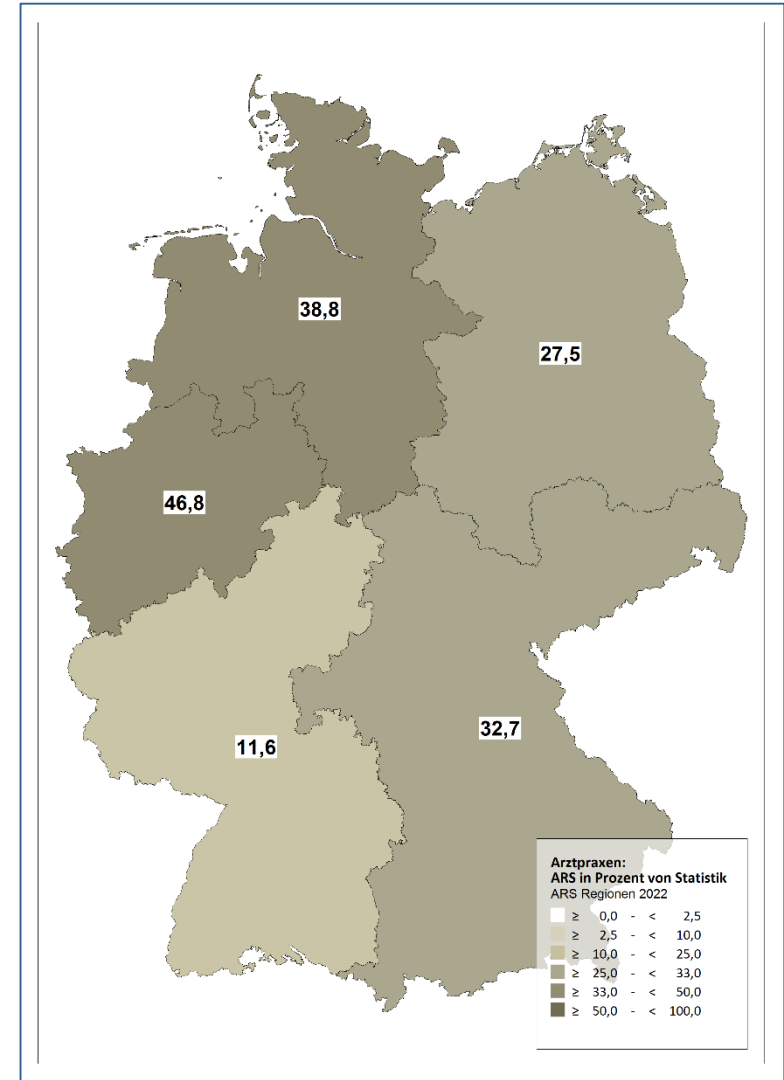 38,8
27,5
46,8
32,7
11,6
Arztpraxen:
ARS in Prozent von Statistik
ARS Regionen 2022
≥ 0,0 - < 2,5
≥ 2,5 - < 10,0
≥ 10,0 - < 25,0
≥ 25,0 - < 33,0
≥ 33,0 - < 50,0
≥ 50,0 - < 100,0